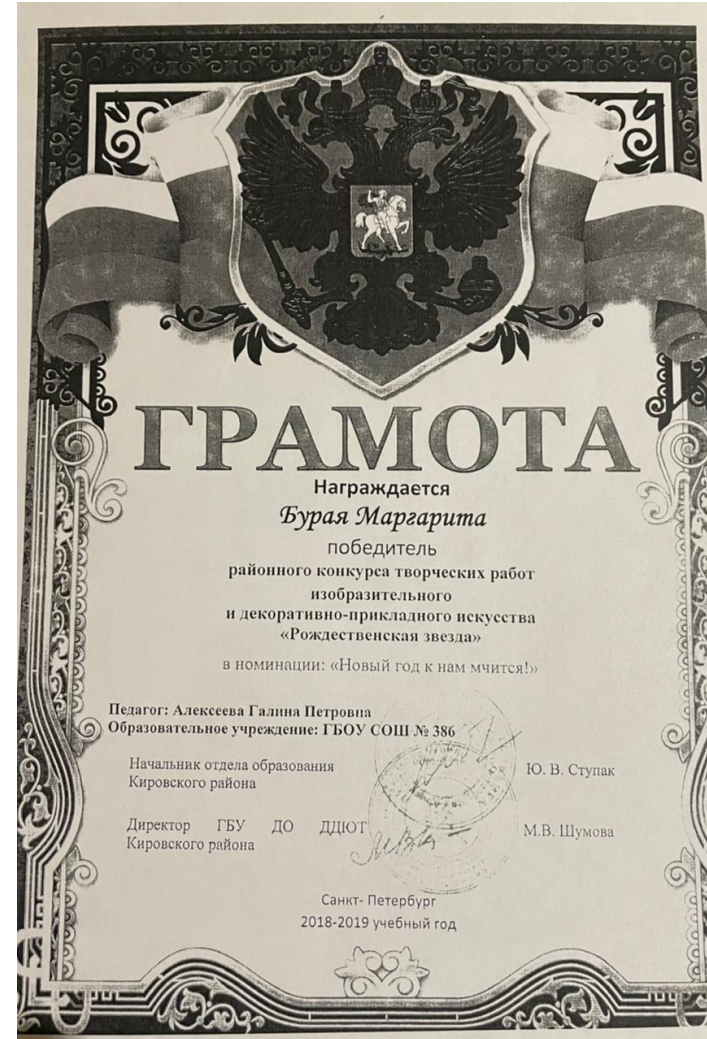 ГРАМОТА
Награждается
Бурая Маргарита
победитель
районного конкурса творческих работ
изобразительного
и декоративно-прикладного искусства
«Рождественская звезда»
в номинации: «Новый год к нам мчится!»
Педагог: Алексеева Галина Петровна
Образовательное учреждение: ГБОУ СОШ № 386
Начальник отдела образования
Кировского района
Ю. В. Ступак
Директор ГБУ ДО ДДЮТ
Кировского района
М.В. Шумова
Санкт- Петербург
2018-2019 учебный год